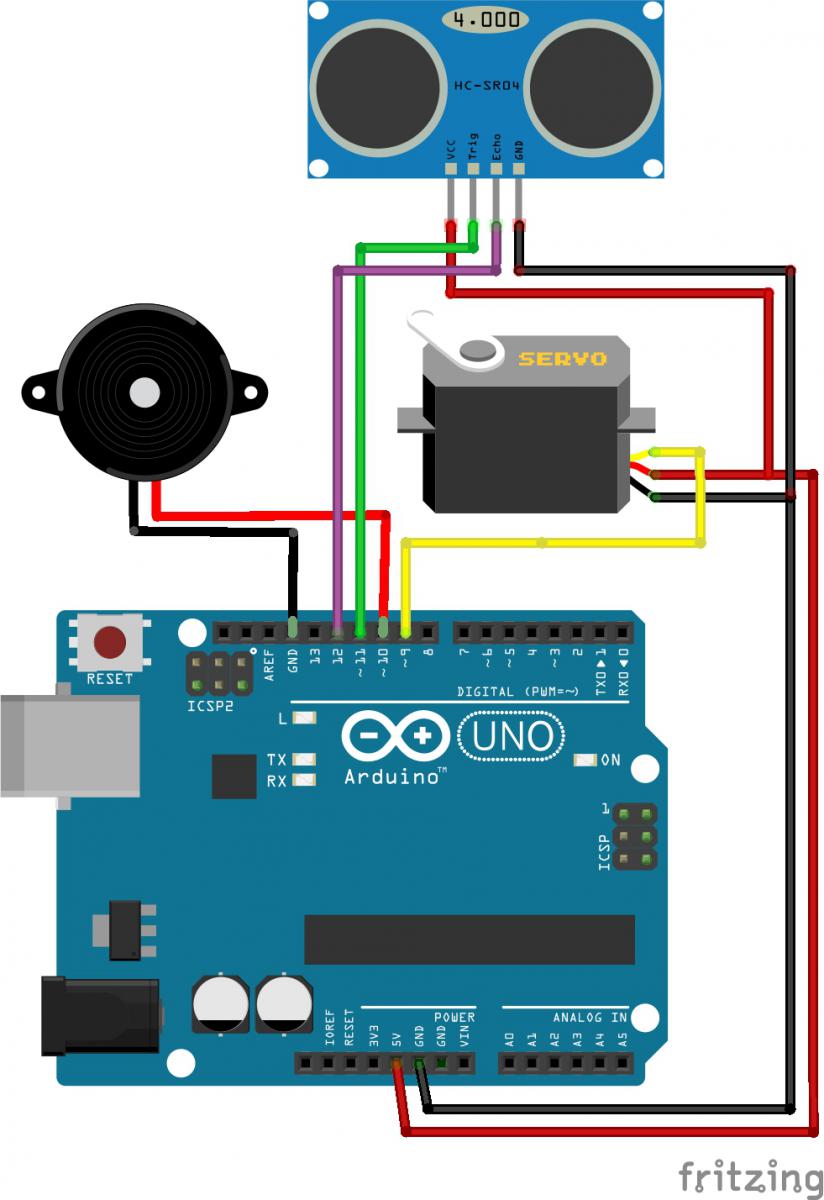 4.000
HC-SR04
VCC Trig Echo GND
SERVO
RESET
AREF GND 13 12 ~11 ~10 ~9 8 7 ~6 ~5 4 ~3 2 TX0▶1 RX0◀0
ICSP2
DIGITAL (PWM=~)
L
TX
RX
Arduino™
UNO
ON
1
ICSP
POWER
ANALOG IN
IOREF RESET 3V3 5V GND GND VIN A0 A1 A2 A3 A4 A5
fritzing